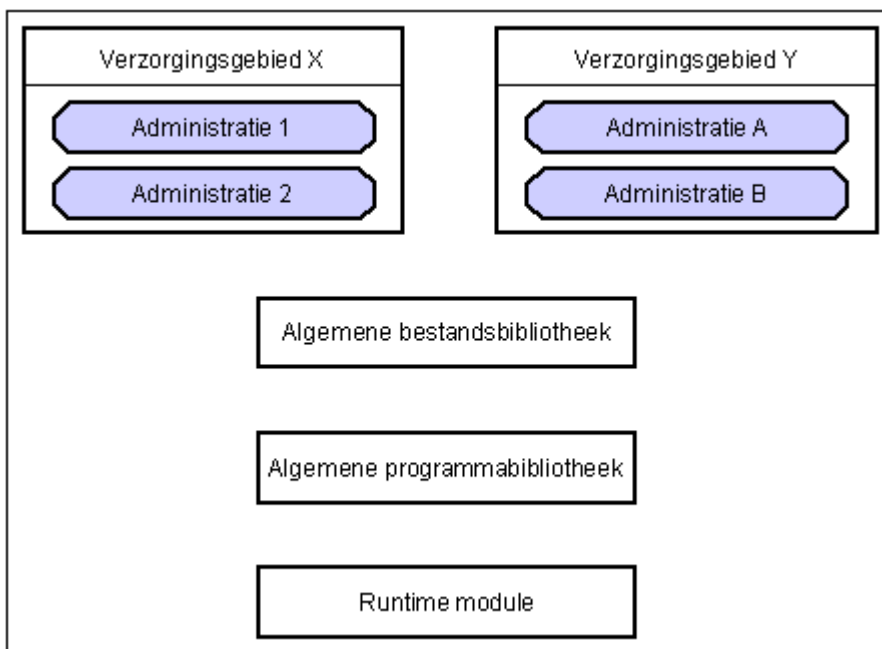 Verzorgingsgebied X
Administratie 1
Administratie 2
Verzorgingsgebied Y
Administratie A
Administratie B
Algemene bestandsbibliotheek
Algemene programmabibliotheek
Runtime module